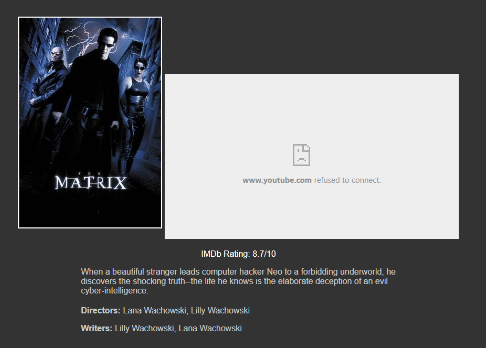 THE
MATRIX
www.youtube.com refused to connect.
IMDb Rating: 8.7/10
When a beautiful stranger leads computer hacker Neo to a forbidding underworld, he
discovers the shocking truth--the life he knows is the elaborate deception of an evil
cyber-intelligence.
Directors: Lana Wachowski, Lilly Wachowski
Writers: Lilly Wachowski, Lana Wachowski